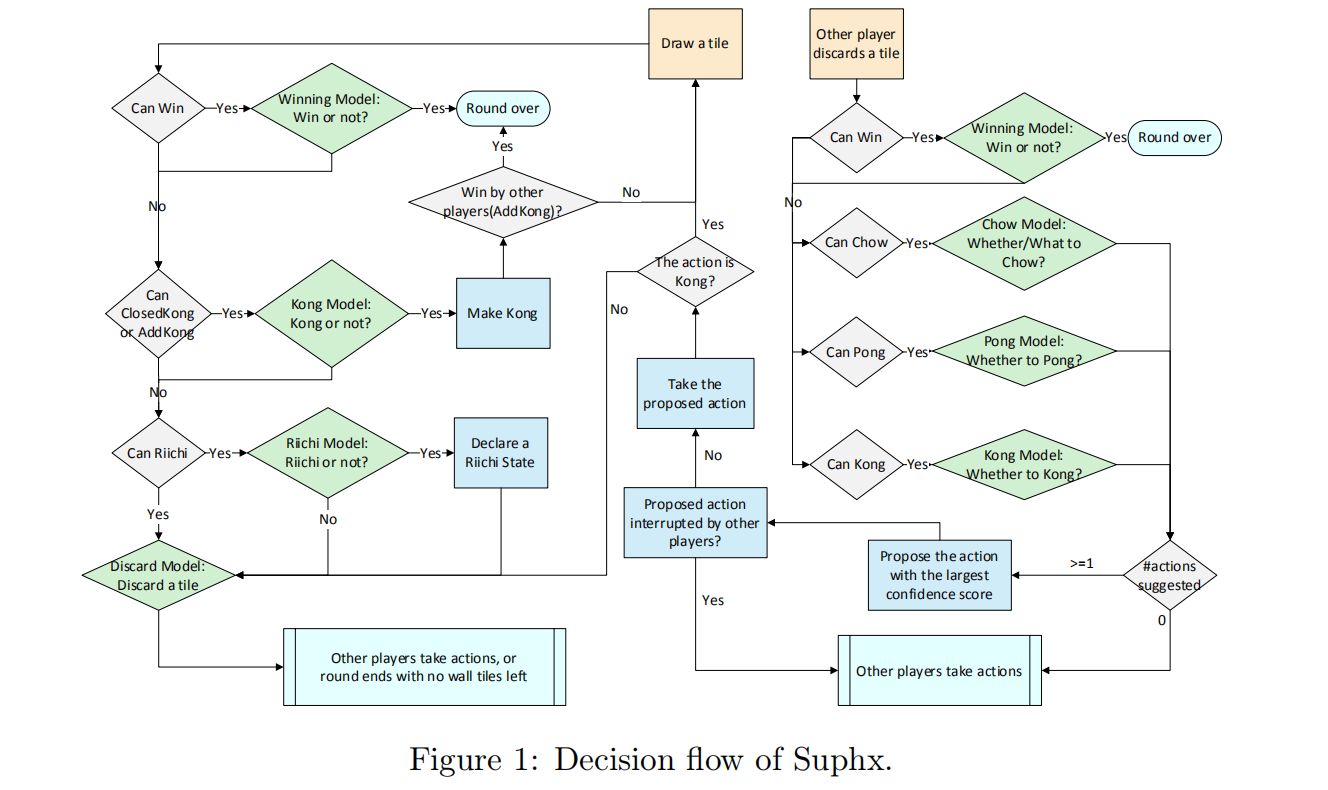 Draw a tile
Other player
discards a tile
Can Win
Yes
Winning Model:
Win or not?
Yes
Round over
Can Win
Yes
Winning Model:
Win or not?
Yes
Round over
Yes
No
Win by other
players(AddKong)?
No
Yes
No
Can Chow
Yes
Chow Model:
Whether/What to
Chow?
The action is
Kong?
No
Can
ClosedKong
or AddKong
Yes
Kong Model:
Kong or not?
Yes
Make Kong
Can Pong
Yes
Pong Model:
Whether to Pong?
No
Take the
proposed action
No
Can Riichi
Yes
Riichi Model:
Riichi or not?
Yes
Declare a
Riichi State
Can Kong
Yes
Kong Model:
Whether to Kong?
Yes
No
Proposed action
interrupted by other
players?
Discard Model:
Discard a tile
Propose the action
with the largest
confidence score
>=1
#actions
suggested
Yes
0
Other players take actions, or
round ends with no wall tiles left
Other players take actions
Figure 1: Decision flow of Suphx.